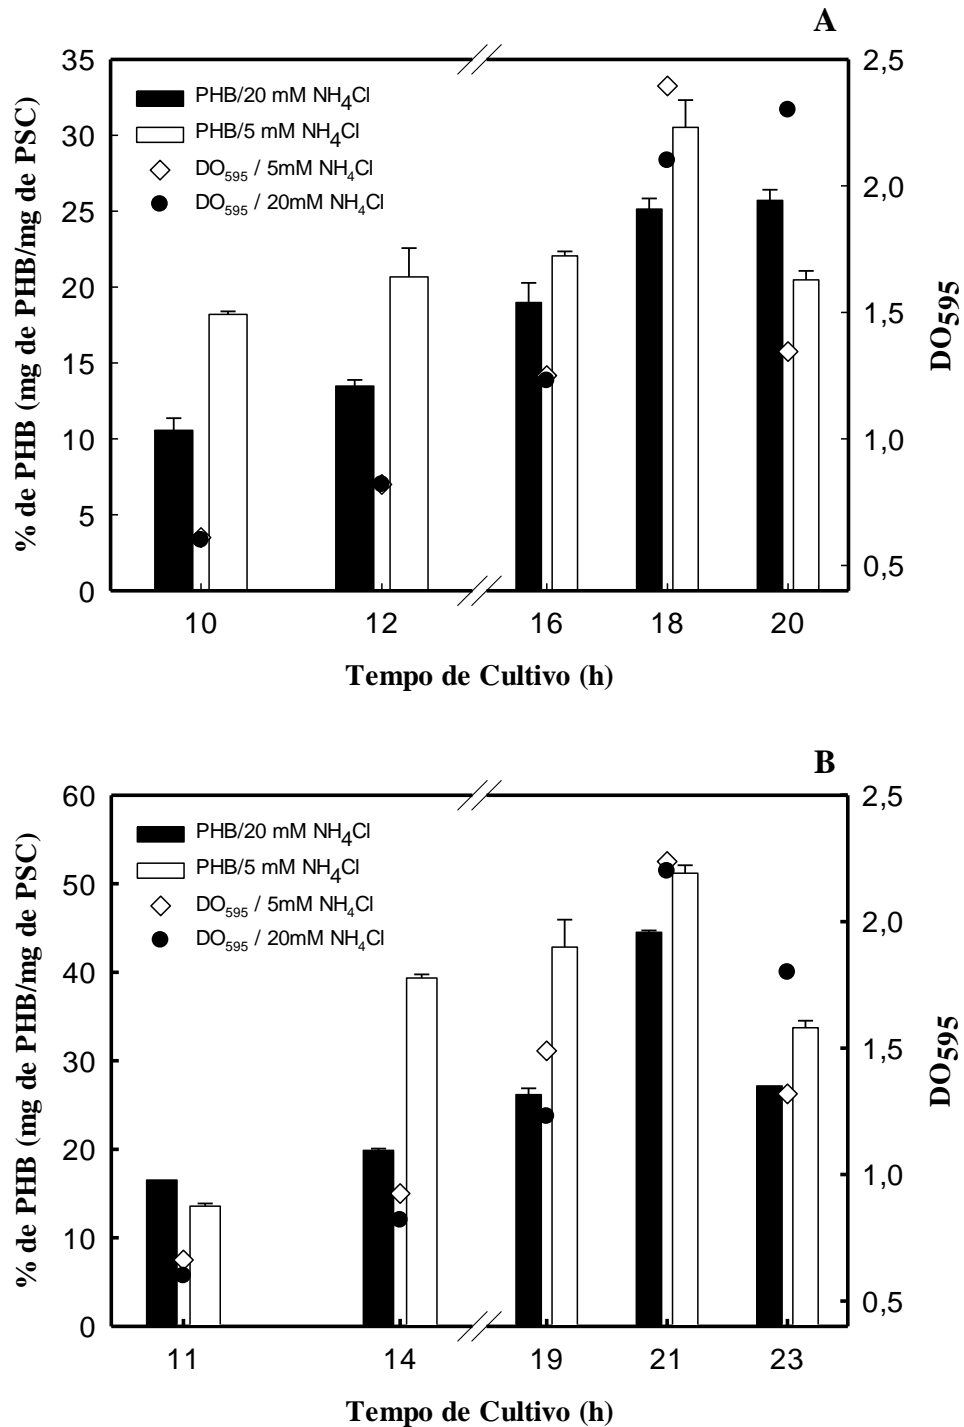 A
35
30
25
20
15
10
5
0
% de PHB (mg de PHB/mg de PSC)
PHB/20 mM NH₄Cl
PHB/5 mM NH₄Cl
DO₅₉₅ / 5mM NH₄Cl
DO₅₉₅ / 20mM NH₄Cl
2,5
2,0
1,5
1,0
0,5
DO₅₉₅
10 12 16 18 20
Tempo de Cultivo (h)
B
60
50
40
30
20
10
0
% de PHB (mg de PHB/mg de PSC)
PHB/20 mM NH₄Cl
PHB/5 mM NH₄Cl
DO₅₉₅ / 5mM NH₄Cl
DO₅₉₅ / 20mM NH₄Cl
2,5
2,0
1,5
1,0
0,5
DO₅₉₅
11 14 19 21 23
Tempo de Cultivo (h)